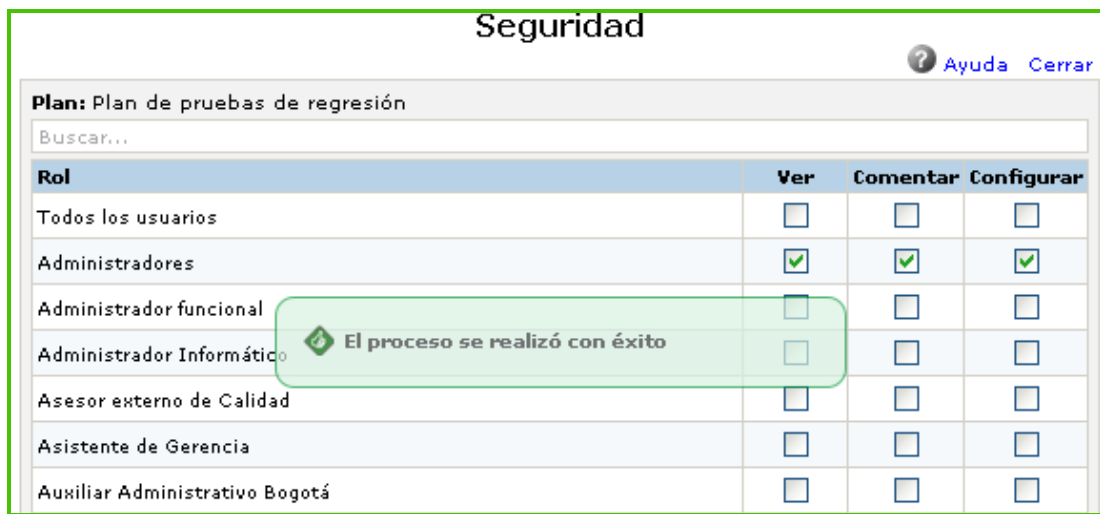 Seguridad
Ayuda Cerrar
Plan: Plan de pruebas de regresión
Buscar...
Rol Ver Comentar Configurar
Todos los usuarios
Administradores
Administrador funcional
El proceso se realizó con éxito
Administrador Informático
Asesor externo de Calidad
Asistente de Gerencia
Auxiliar Administrativo Bogotá